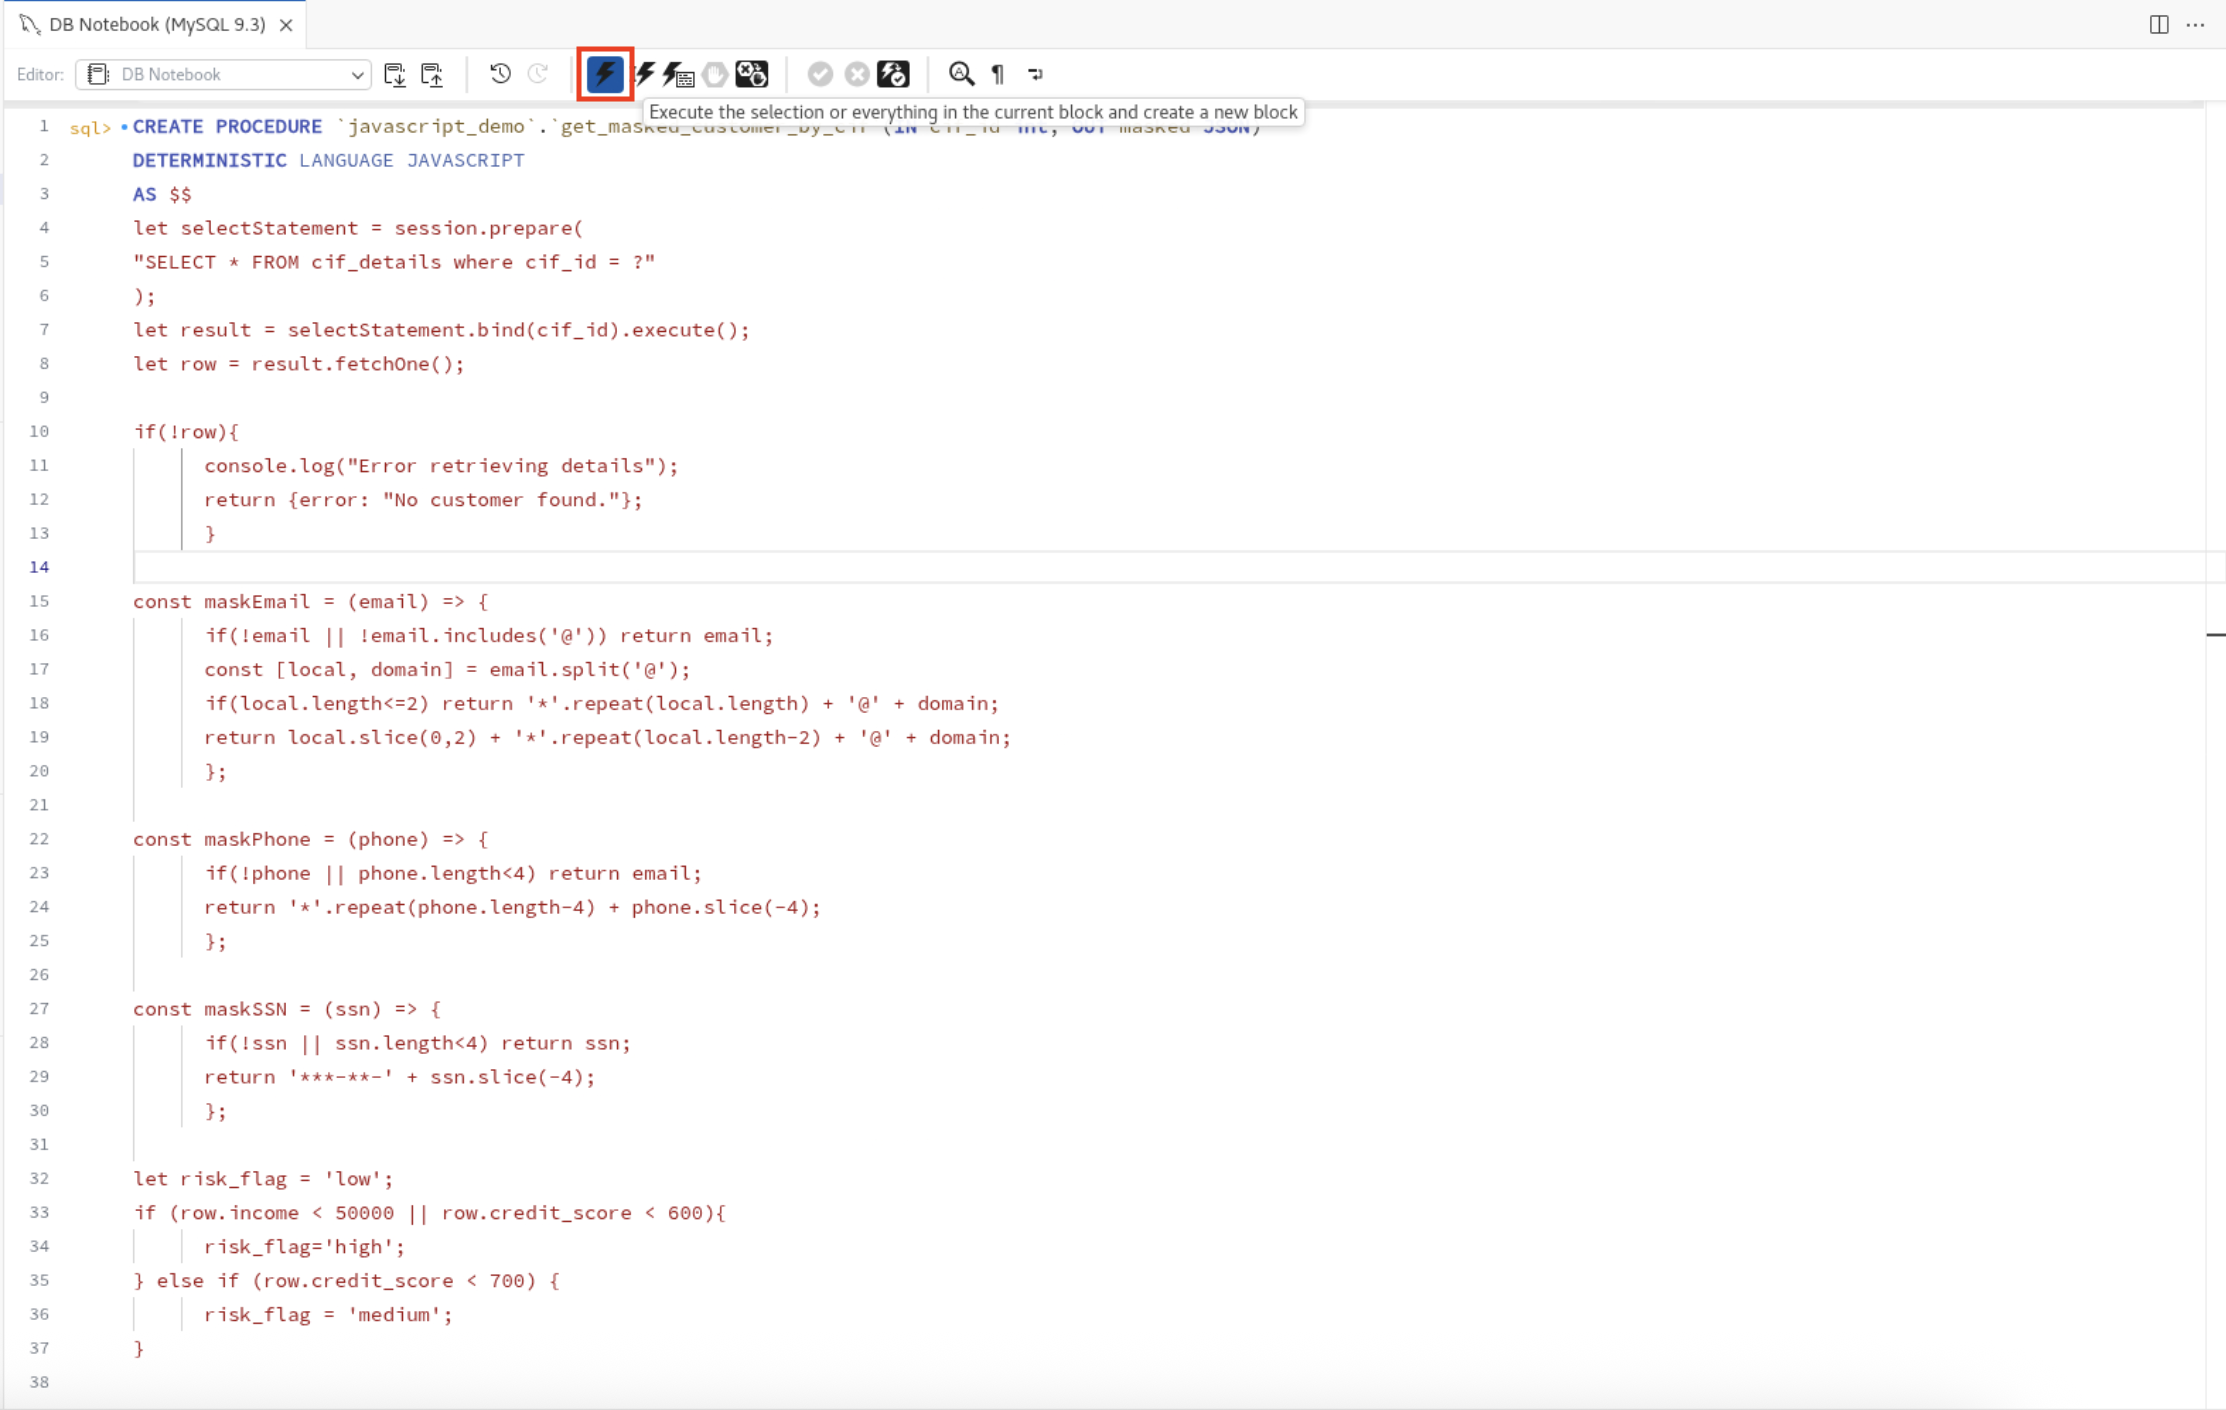 DB Notebook (MySQL 9.3)
Editor: DB Notebook
Execute the selection or everything in the current block and create a new block
1 sql> CREATE PROCEDURE `javascript_demo`.`get_masked_customer_by_cif`(IN cif_id int, OUT masked JSON)
2 DETERMINISTIC LANGUAGE JAVASCRIPT
3 AS $$
4 let selectStatement = session.prepare(
5 "SELECT * FROM cif_details where cif_id = ?"
6 );
7 let result = selectStatement.bind(cif_id).execute();
8 let row = result.fetchOne();
9
10 if(!row){
11 console.log("Error retrieving details");
12 return {error: "No customer found."};
13 }
14
15 const maskEmail = (email) => {
16 if(!email || !email.includes('@')) return email;
17 const [local, domain] = email.split('@');
18 if(local.length<=2) return '*'.repeat(local.length) + '@' + domain;
19 return local.slice(0,2) + '*'.repeat(local.length-2) + '@' + domain;
20 };
21
22 const maskPhone = (phone) => {
23 if(!phone || phone.length<4) return email;
24 return '*'.repeat(phone.length-4) + phone.slice(-4);
25 };
26
27 const maskSSN = (ssn) => {
28 if(!ssn || ssn.length<4) return ssn;
29 return '***-**-' + ssn.slice(-4);
30 };
31
32 let risk_flag = 'low';
33 if (row.income < 50000 || row.credit_score < 600){
34 risk_flag='high';
35 } else if (row.credit_score < 700) {
36 risk_flag = 'medium';
37 }
38